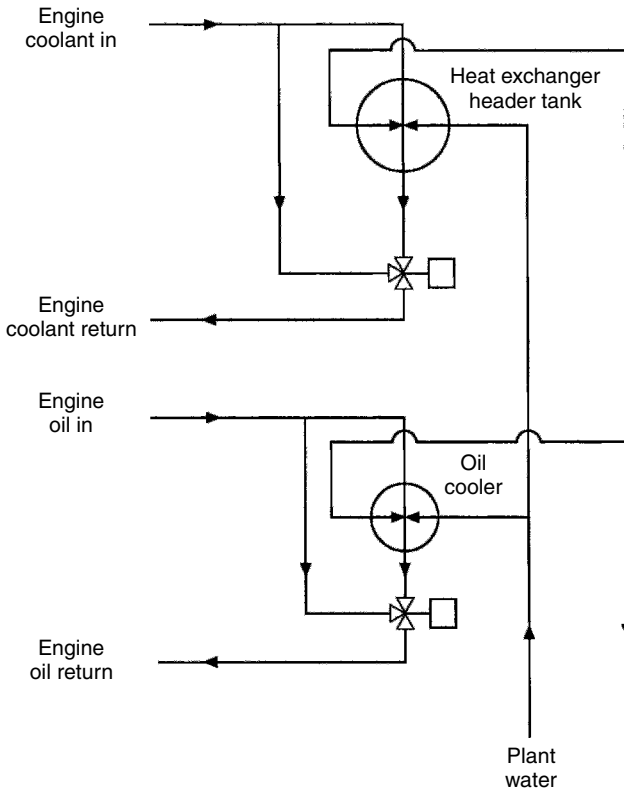 Engine
coolant in
Heat exchanger
header tank
Engine
coolant return
Engine
oil in
Oil
cooler
Engine
oil return
Plant
water